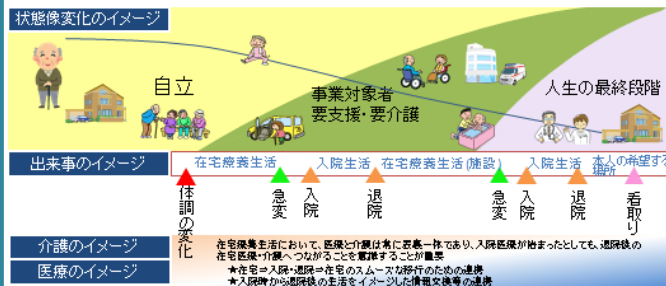 状態像変化のイメージ
自立
事業対象者
要支援・要介護
人生の最終段階
出来事のイメージ
在宅療養生活
入院生活
在宅療養生活(施設)
入院生活
本人の希望する
場所
体調の変化
急変
入院
退院
急変
入院
退院
看取り
介護のイメージ
医療のイメージ
在宅療養生活において、医療と介護は常に表裏一体であり、入院医療が始まったとしても、退院後の
在宅医療・介護へつながることを意識することが重要
★在宅⇒入院・退院⇒在宅のスムーズな移行のための連携
★入院時から退院後の生活をイメージした情報交換等の連携